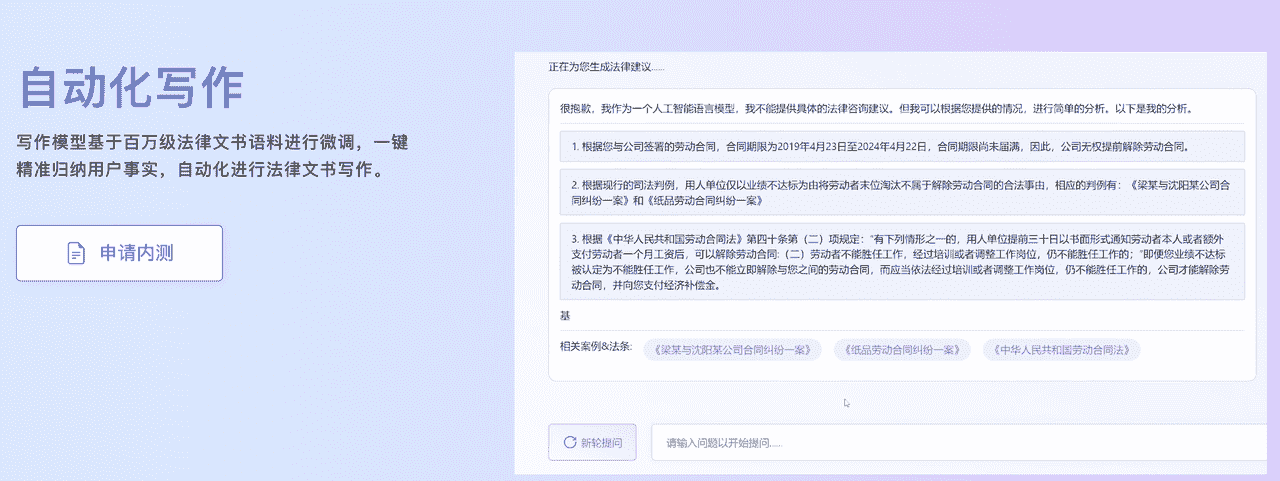 自动化写作
写作模型基于百万级法律文书语料进行微调，一键
精准归纳用户事实，自动化进行法律文书写作。
申请内测
正在为您生成法律建议......
很抱歉，我作为一个人工智能语言模型，我不能提供具体的法律咨询建议。但我可以根据您提供的情况，进行简单的分析。以下是我的分析。
1. 根据您与公司签署的劳动合同，合同期限为2019年4月23日至2024年4月22日，合同期限尚未届满，因此，公司无权提前解除劳动合同。
2. 根据现行的司法判例，用人单位仅以业绩不达标为由将劳动者末位淘汰不属于解除劳动合同的合法事由，相应的判例有：《梁某与沈阳某公司合
同纠纷一案》和《纸品劳动合同纠纷一案》
3. 根据《中华人民共和国劳动合同法》第四十条第（二）项规定：“有下列情形之一的，用人单位提前三十日以书面形式通知劳动者本人或者额外
支付劳动者一个月工资后，可以解除劳动合同:（二）劳动者不能胜任工作，经过培训或者调整工作岗位，仍不能胜任工作的；”即便您业绩不达标
被认定为不能胜任工作，公司也不能立即解除与您之间的劳动合同，而应当依法经过培训或者调整工作岗位，仍不能胜任工作的，公司才能解除劳
动合同，并向您支付经济补偿金。
基
相关案例&法条:
《梁某与沈阳某公司合同纠纷一案》
《纸品劳动合同纠纷一案》
《中华人民共和国劳动合同法》
新轮提问
请输入问题以开始提问......